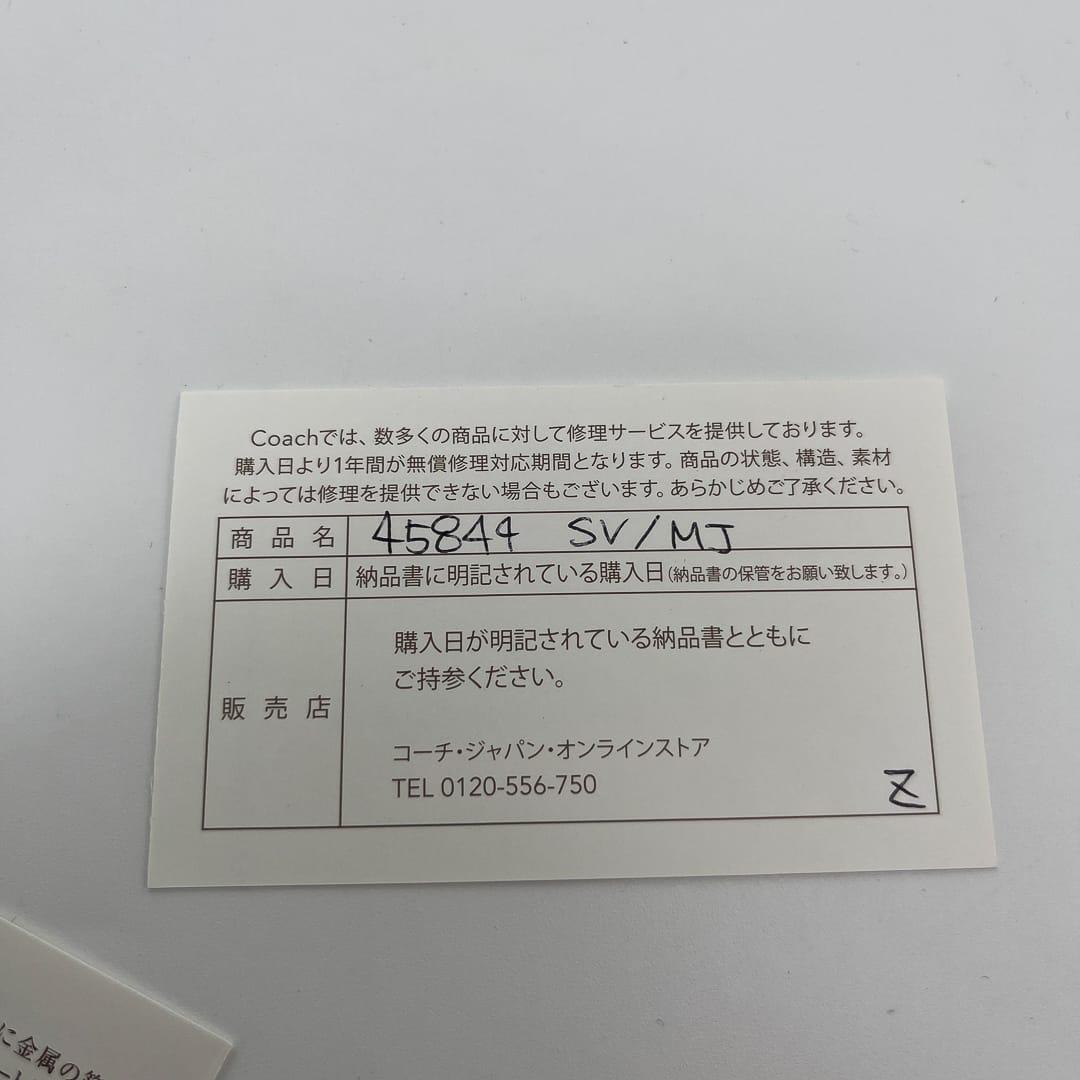 Coachでは、数多くの商品に対して修理サービスを提供しております。
購入日より1年間が無償修理対応期間となります。商品の状態、構造、素材
によっては修理を提供できない場合もございます。あらかじめご了承ください。
商品名 45844 SV/MJ
購入日 納品書に明記されている購入日(納品書の保管をお願い致します。)
購入日が明記されている納品書とともに
ご持参ください。
販売店
コーチ・ジャパン・オンラインストア
TEL 0120-556-750
Z
に金属の